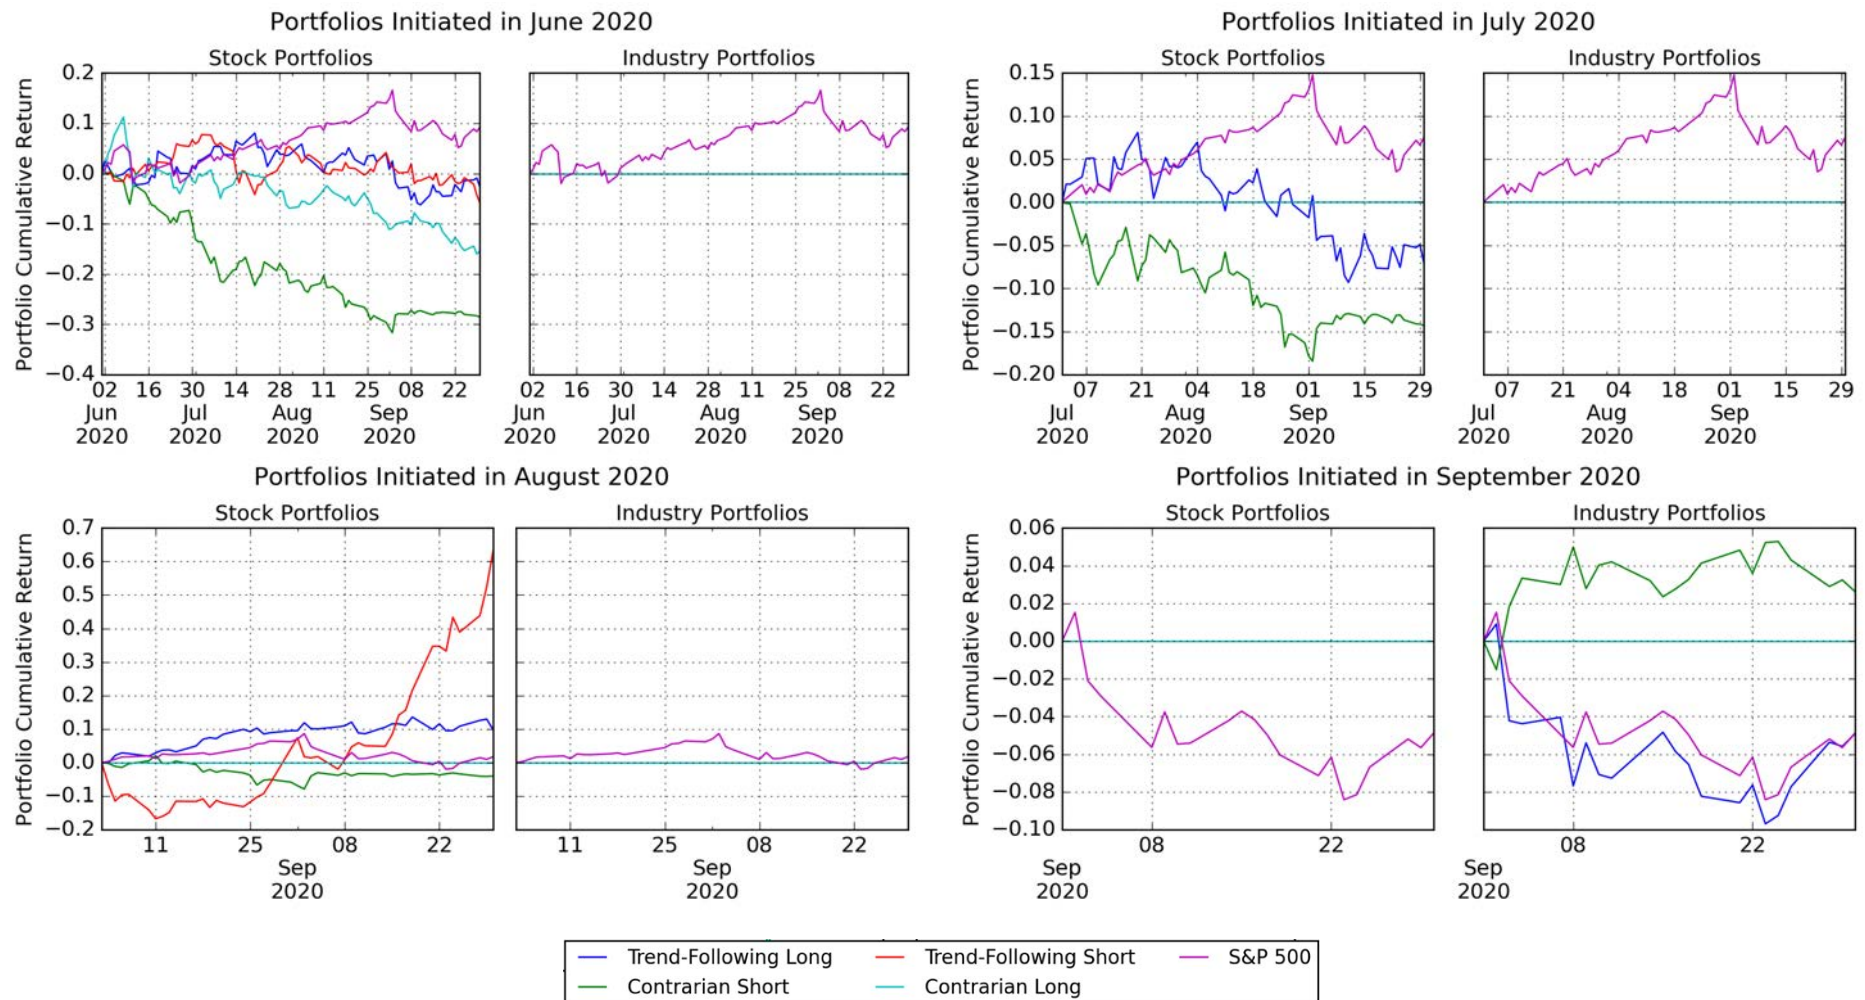 Portfolios Initiated in June 2020
Stock Portfolios
Industry Portfolios
Portfolio Cumulative Return
0.2
0.1
0.0
−0.1
−0.2
−0.3
−0.4
02 16 30 14 28 11 25 08 22
Jun Jul Aug Sep
2020 2020 2020 2020
02 16 30 14 28 11 25 08 22
Jun Jul Aug Sep
2020 2020 2020 2020
Portfolios Initiated in July 2020
Stock Portfolios
Industry Portfolios
Portfolio Cumulative Return
0.15
0.10
0.05
0.00
−0.05
−0.10
−0.15
−0.20
07 21 04 18 01 15 29
Jul Aug Sep
2020 2020 2020
07 21 04 18 01 15 29
Jul Aug Sep
2020 2020 2020
Portfolios Initiated in August 2020
Stock Portfolios
Industry Portfolios
Portfolio Cumulative Return
0.7
0.6
0.5
0.4
0.3
0.2
0.1
0.0
−0.1
−0.2
11 25 08 22
Sep
2020
11 25 08 22
Sep
2020
Portfolios Initiated in September 2020
Stock Portfolios
Industry Portfolios
Portfolio Cumulative Return
0.06
0.04
0.02
0.00
−0.02
−0.04
−0.06
−0.08
−0.10
08 22
Sep
2020
08 22
Sep
2020
Trend-Following Long Trend-Following Short S&P 500
Contrarian Short Contrarian Long